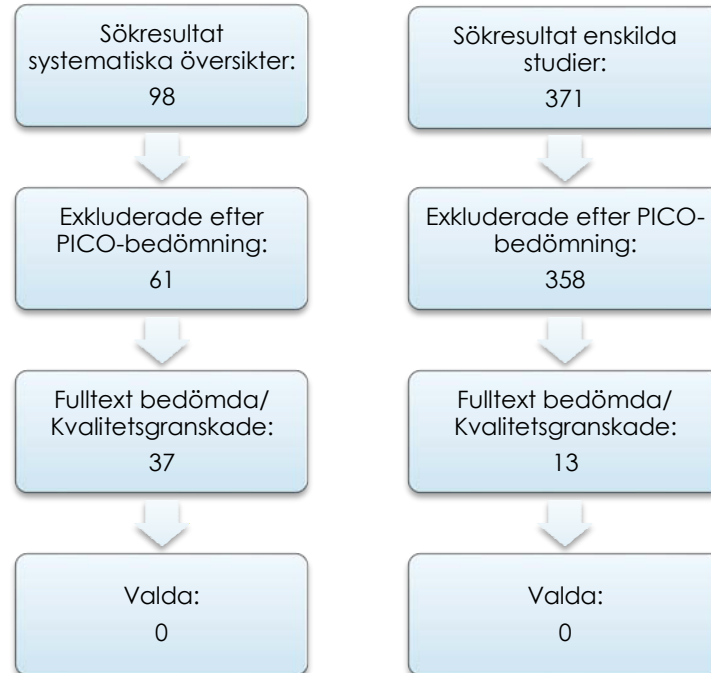 Sökresultat
systematiska översikter:
98
Exkluderade efter
PICO-bedömning:
61
Fulltext bedömda/
Kvalitetsgranskade:
37
Valda:
0
Sökresultat enskilda
studier:
371
Exkluderade efter PICO-
bedömning:
358
Fulltext bedömda/
Kvalitetsgranskade:
13
Valda:
0